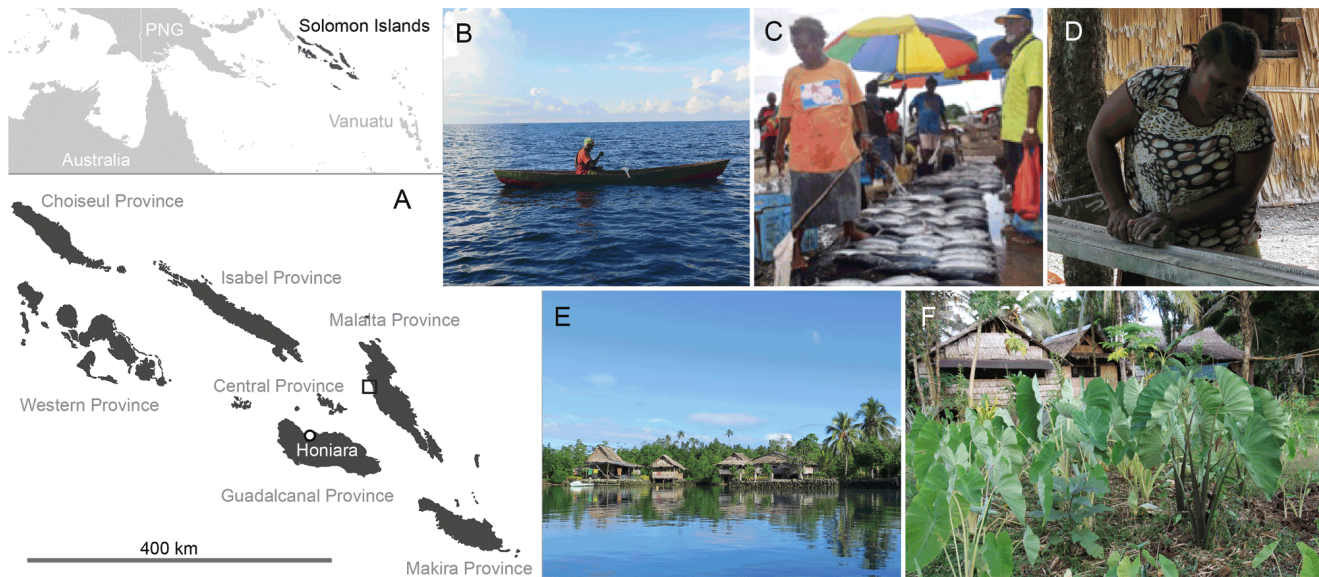 PNG
Solomon Islands
Vanuatu
Australia
A
Choiseul Province
Isabel Province
Malaita Province
Central Province
Western Province
Honiara
Guadalcanal Province
400 km
Makira Province
B
C
D
E
F